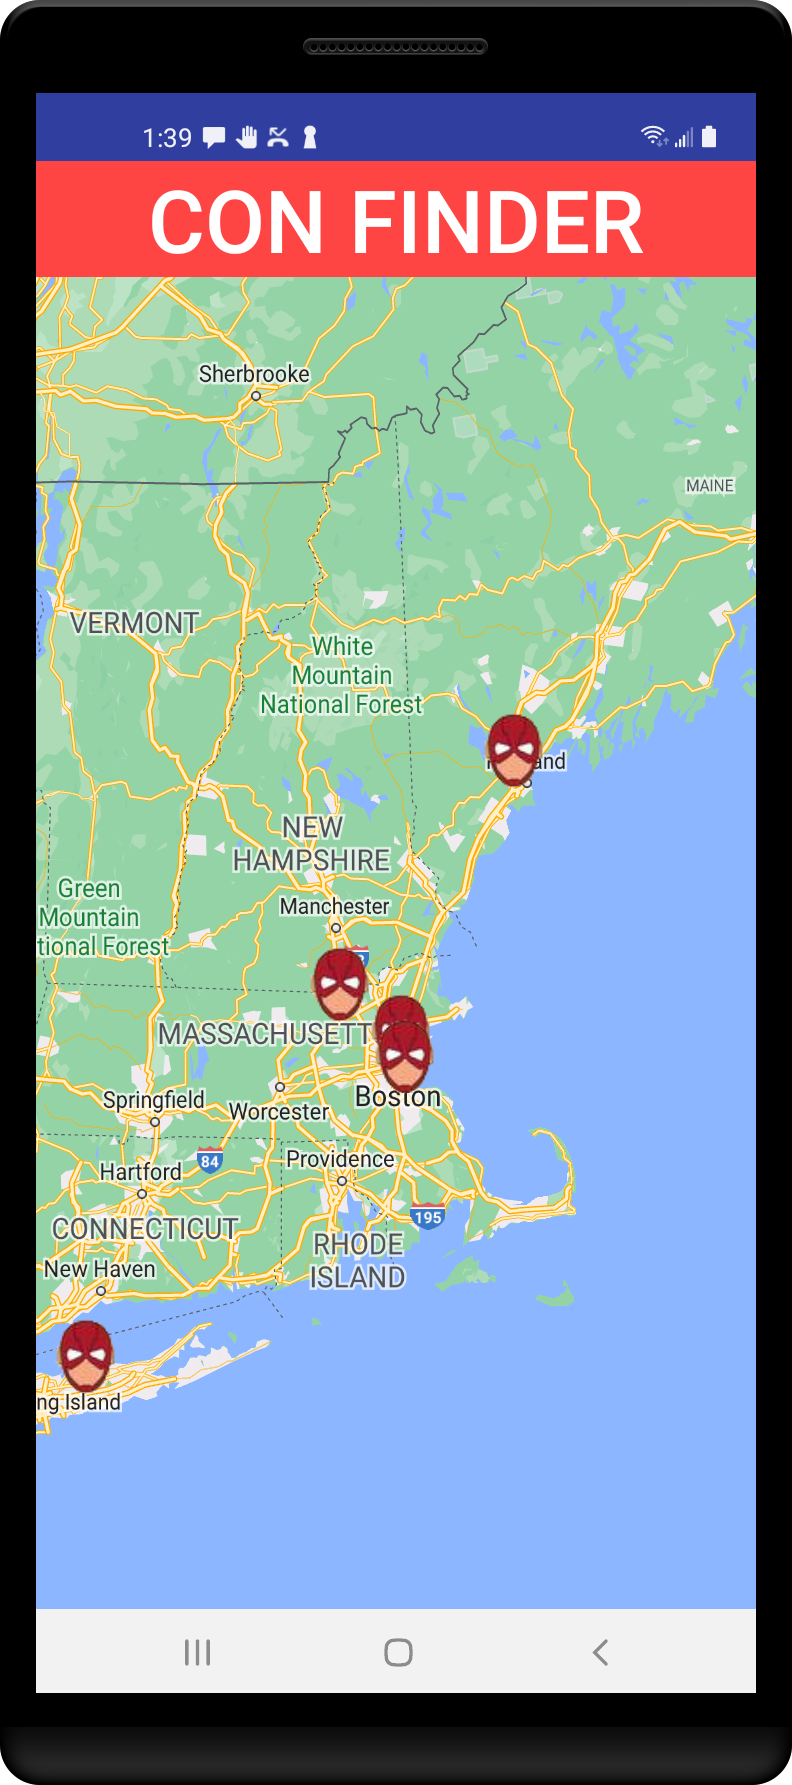 1:39
CON FINDER
Sherbrooke
MAINE
VERMONT
White
Mountain
National Forest
and
NEW
HAMPSHIRE
Green
Mountain
tional Forest
Manchester
MASSACHUSETT
Boston
Springfield
Worcester
84
Providence
Hartford
195
CONNECTICUT
RHODE
ISLAND
New Haven
ng Island